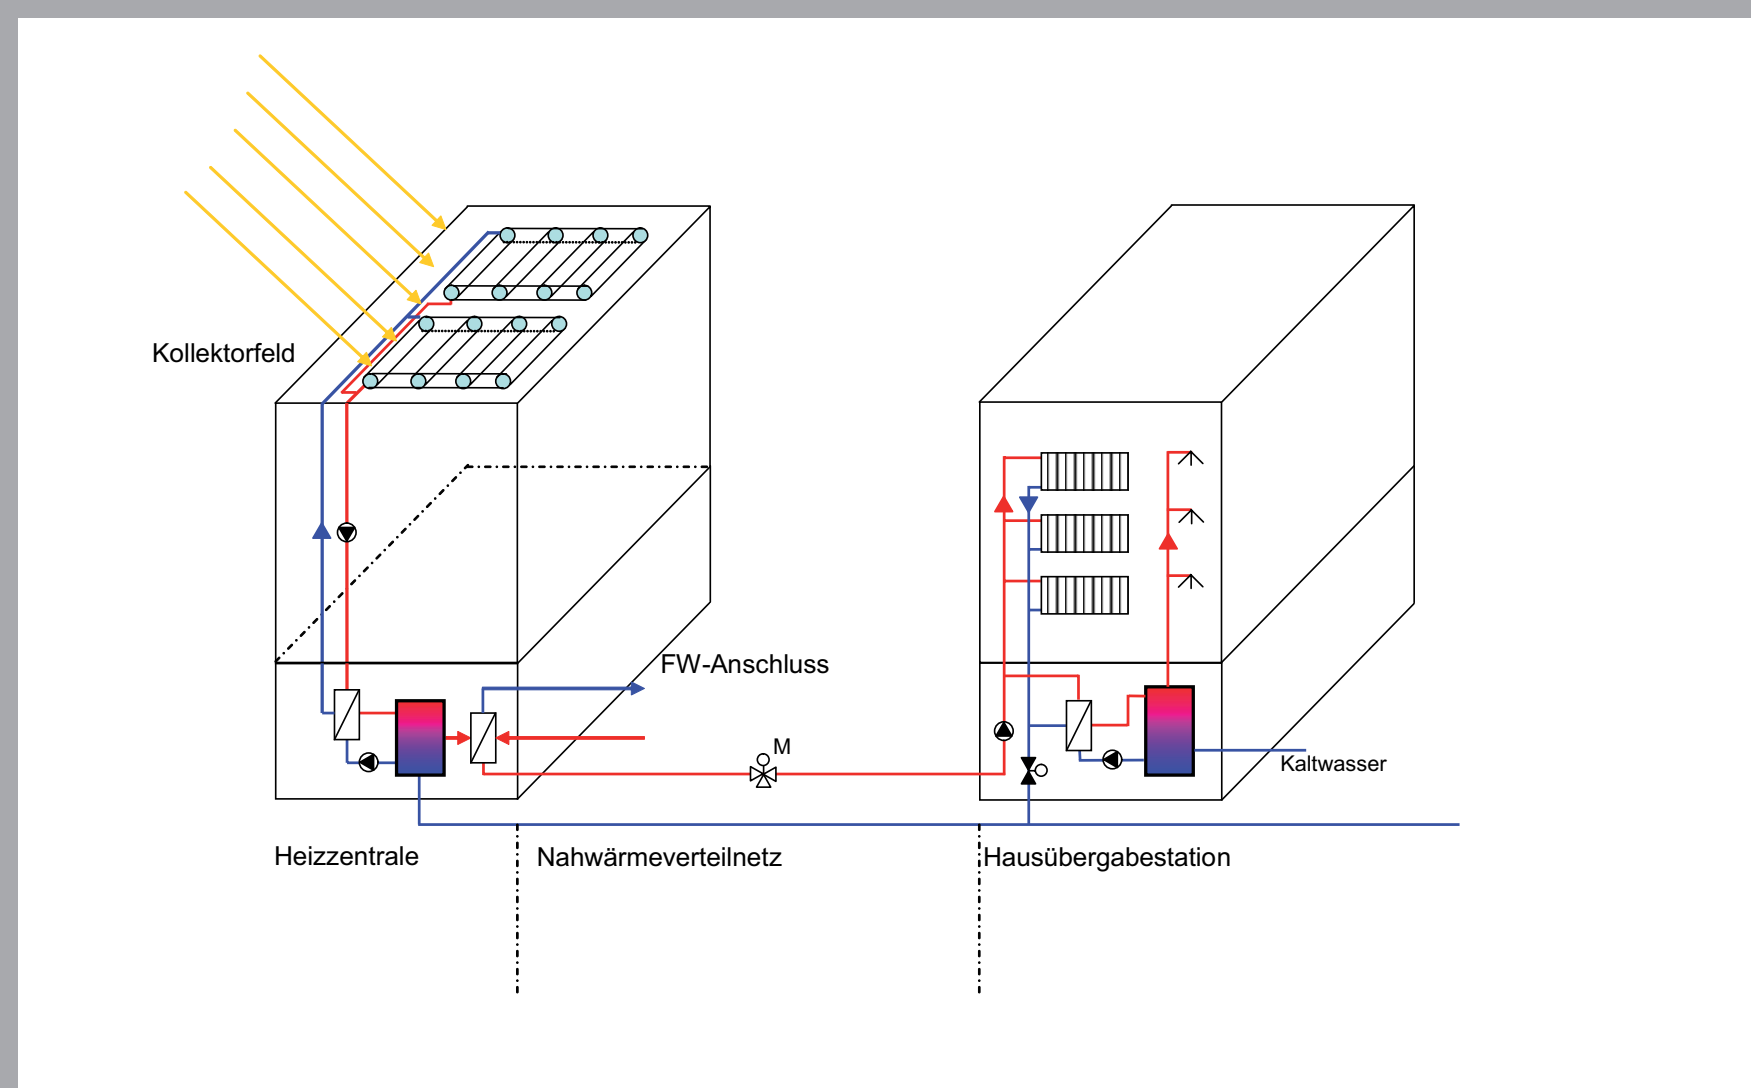 Kollektorfeld
FW-Anschluss
M
Kaltwasser
Heizzentrale
Nahwärmeverteilnetz
Hausübergabestation